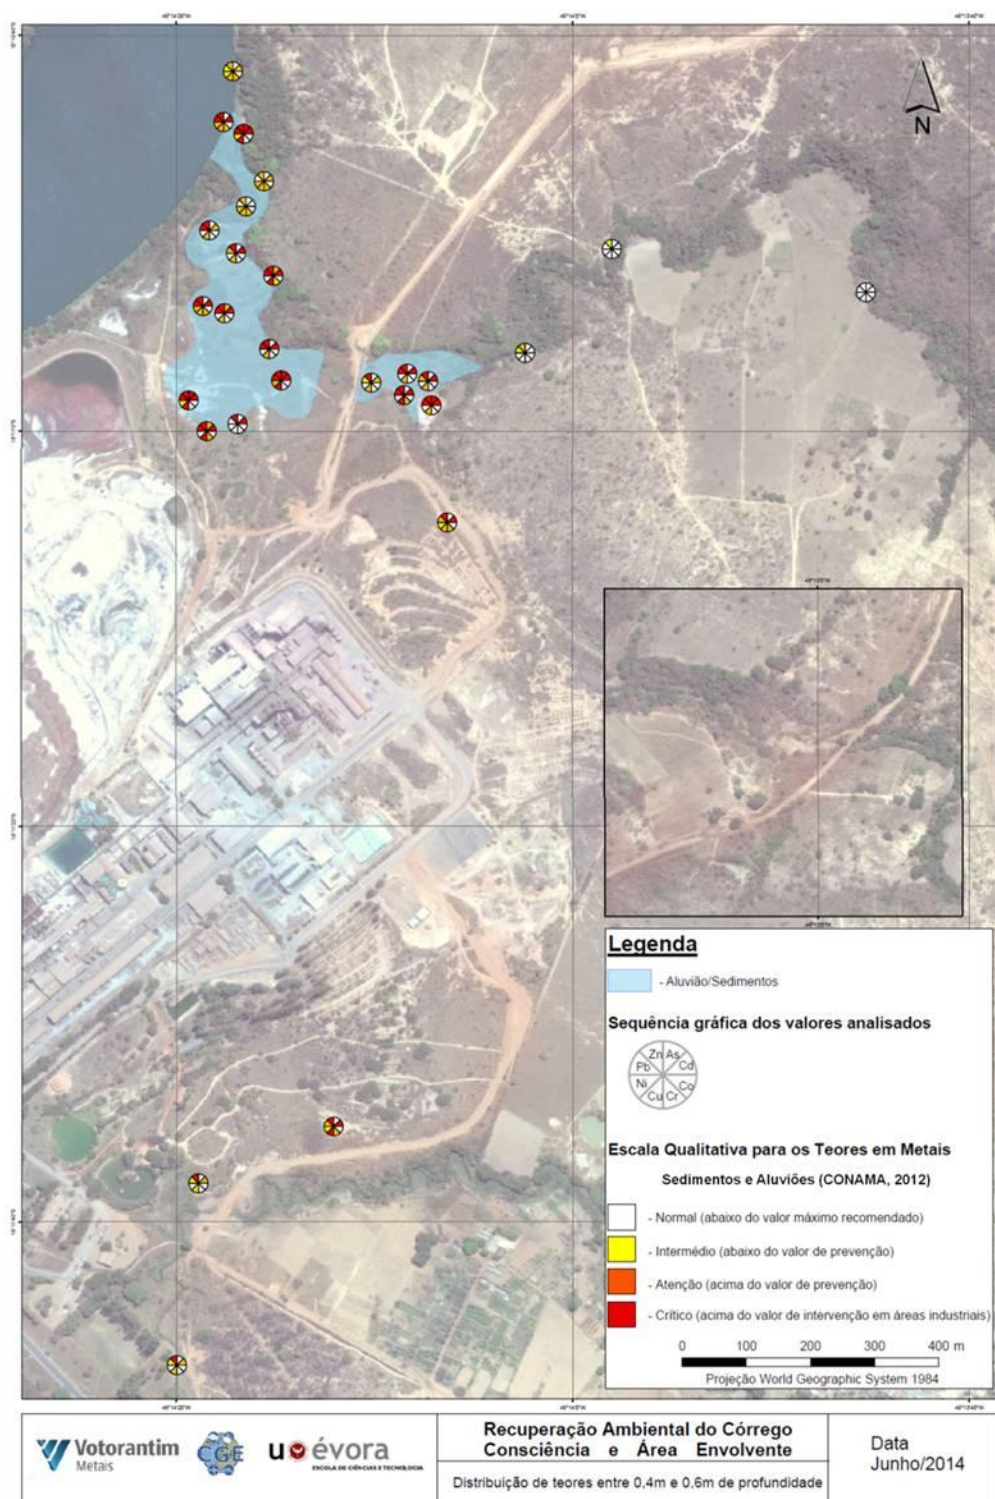 N
Legenda
- Aluvião/Sedimentos
Sequência gráfica dos valores analisados
Zn As
Pb Cd
Ni Co
Cu Cr
Escala Qualitativa para os Teores em Metais
Sedimentos e Aluviões (CONAMA, 2012)
- Normal (abaixo do valor máximo recomendado)
- Intermédio (abaixo do valor de prevenção)
- Atenção (acima do valor de prevenção)
- Crítico (acima do valor de intervenção em áreas industriais)
0 100 200 300 400 m
Projeção World Geographic System 1984
Votorantim
Metais
CGE
u évora
ESCOLA DE CIÊNCIAS E TECNOLOGIA
Recuperação Ambiental do Córrego
Consciência e Área Envolvente
Distribuição de teores entre 0,4m e 0,6m de profundidade
Data
Junho/2014